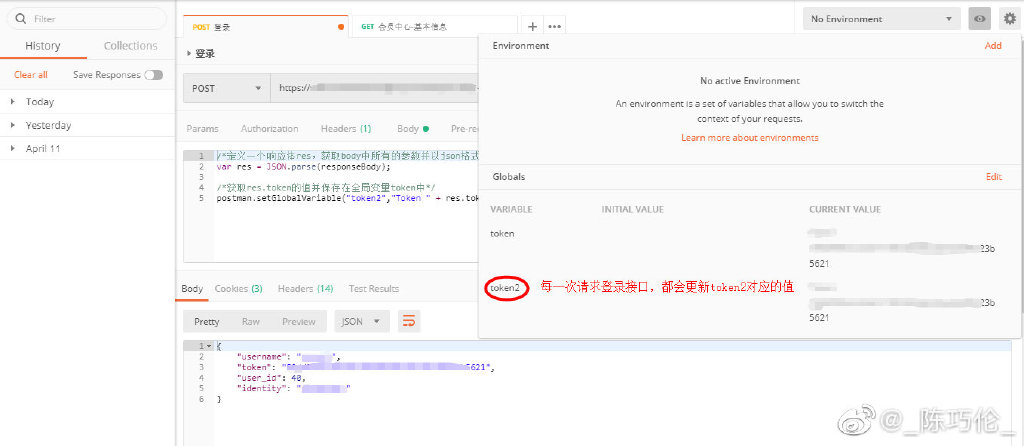 Filter
History
Collections
Clear all
Save Responses
Today
Yesterday
April 11
POST 登录
GET 会员中心-基本信息
No Environment
登录
POST
https://
Params
Authorization
Headers (1)
Body
Pre-re
1 /*定义一个响应体res，获取body中所有的参数并以json格式
2 var res = JSON.parse(responseBody);
3
4 /*获取res.token的值并保存在全局变量token中*/
5 postman.setGlobalVariable("token2","Token " + res.tok
Environment
Add
No active Environment
An environment is a set of variables that allow you to switch the
context of your requests.
Learn more about environments
Globals
Edit
VARIABLE
INITIAL VALUE
CURRENT VALUE
token
23b
5621
token2
每一次请求登录接口，都会更新token2对应的值
23b
5621
Body
Cookies (3)
Headers (14)
Test Results
Pretty
Raw
Preview
JSON
1 {
2 "username": "",
3 "token": "5621",
4 "user_id": 40,
5 "identity": ""
6 }
@_陈巧伦_